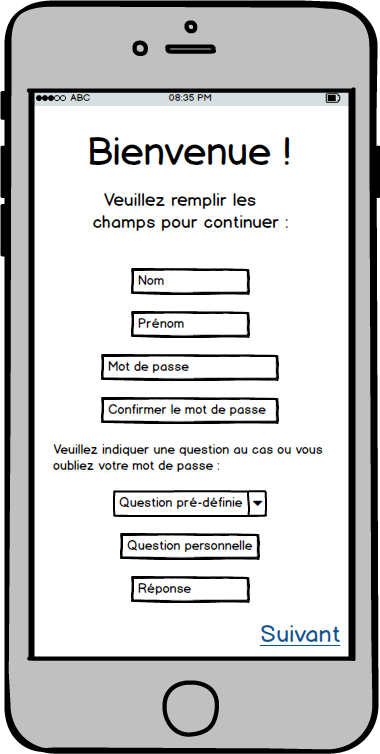 ABC 08:35 PM
Bienvenue !
Veuillez remplir les
champs pour continuer :
Nom
Prénom
Mot de passe
Confirmer le mot de passe
Veuillez indiquer une question au cas ou vous
oubliez votre mot de passe :
Question pré-définie
Question personnelle
Réponse
Suivant